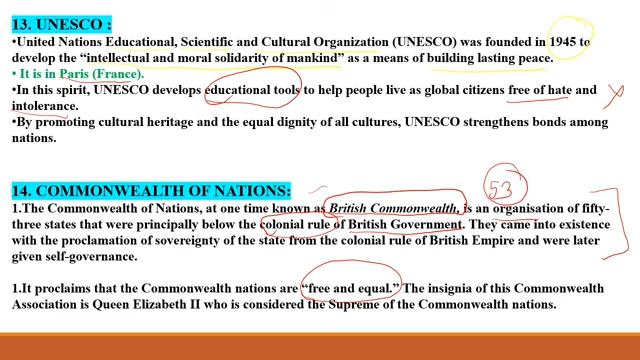 13. UNESCO :
•United Nations Educational, Scientific and Cultural Organization (UNESCO) was founded in 1945 to
develop the “intellectual and moral solidarity of mankind” as a means of building lasting peace.
• It is in Paris (France).
•In this spirit, UNESCO develops educational tools to help people live as global citizens free of hate and
intolerance.
•By promoting cultural heritage and the equal dignity of all cultures, UNESCO strengthens bonds among
nations.
53
14. COMMONWEALTH OF NATIONS:
1.The Commonwealth of Nations, at one time known as British Commonwealth, is an organisation of fifty-
three states that were principally below the colonial rule of British Government. They came into existence
with the proclamation of sovereignty of the state from the colonial rule of British Empire and were later
given self-governance.
1.It proclaims that the Commonwealth nations are “free and equal.” The insignia of this Commonwealth
Association is Queen Elizabeth II who is considered the Supreme of the Commonwealth nations.